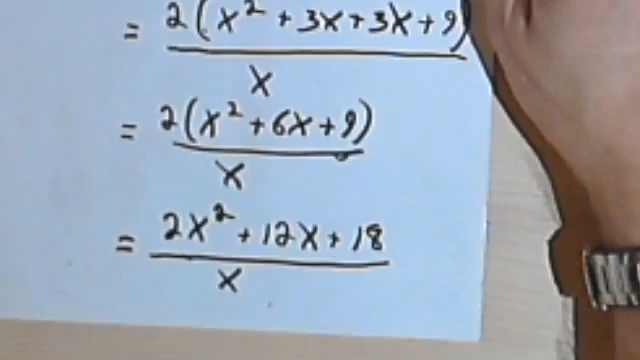 = 2(x² + 3x + 3x + 9) / x
= 2(x² + 6x + 9) / x
= 2x² + 12x + 18 / x